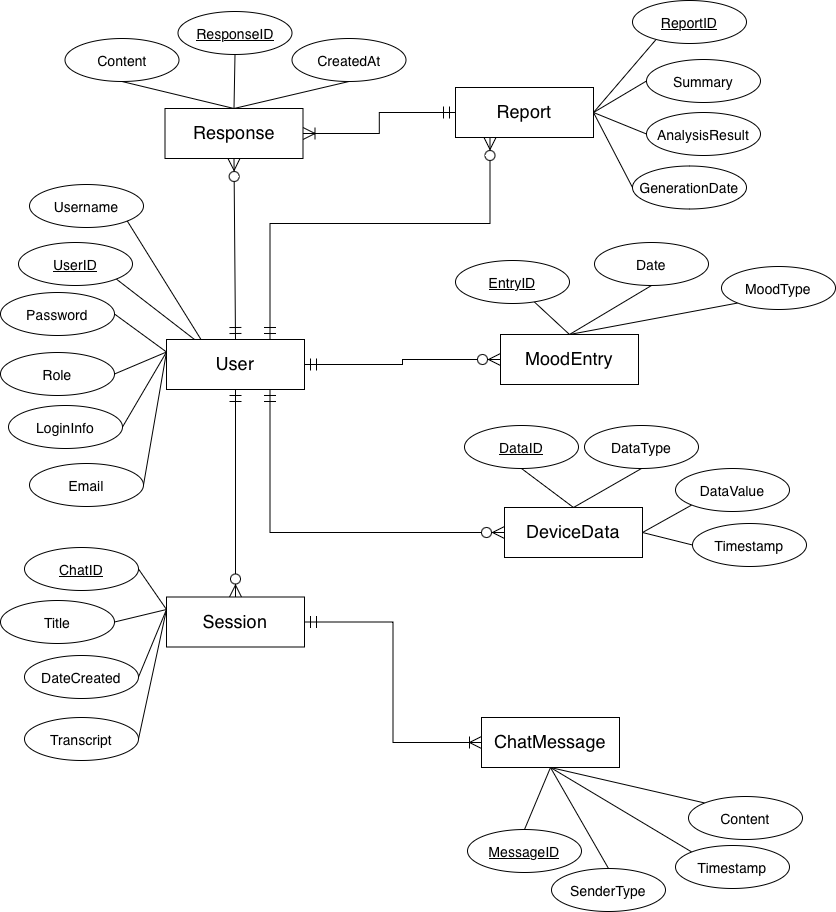 ResponseID
Content
CreatedAt
Response
ReportID
Summary
AnalysisResult
GenerationDate
Report
Username
UserID
Password
Role
LoginInfo
Email
User
EntryID
Date
MoodType
MoodEntry
DataID
DataType
DataValue
Timestamp
DeviceData
ChatID
Title
DateCreated
Transcript
Session
ChatMessage
Content
MessageID
Timestamp
SenderType